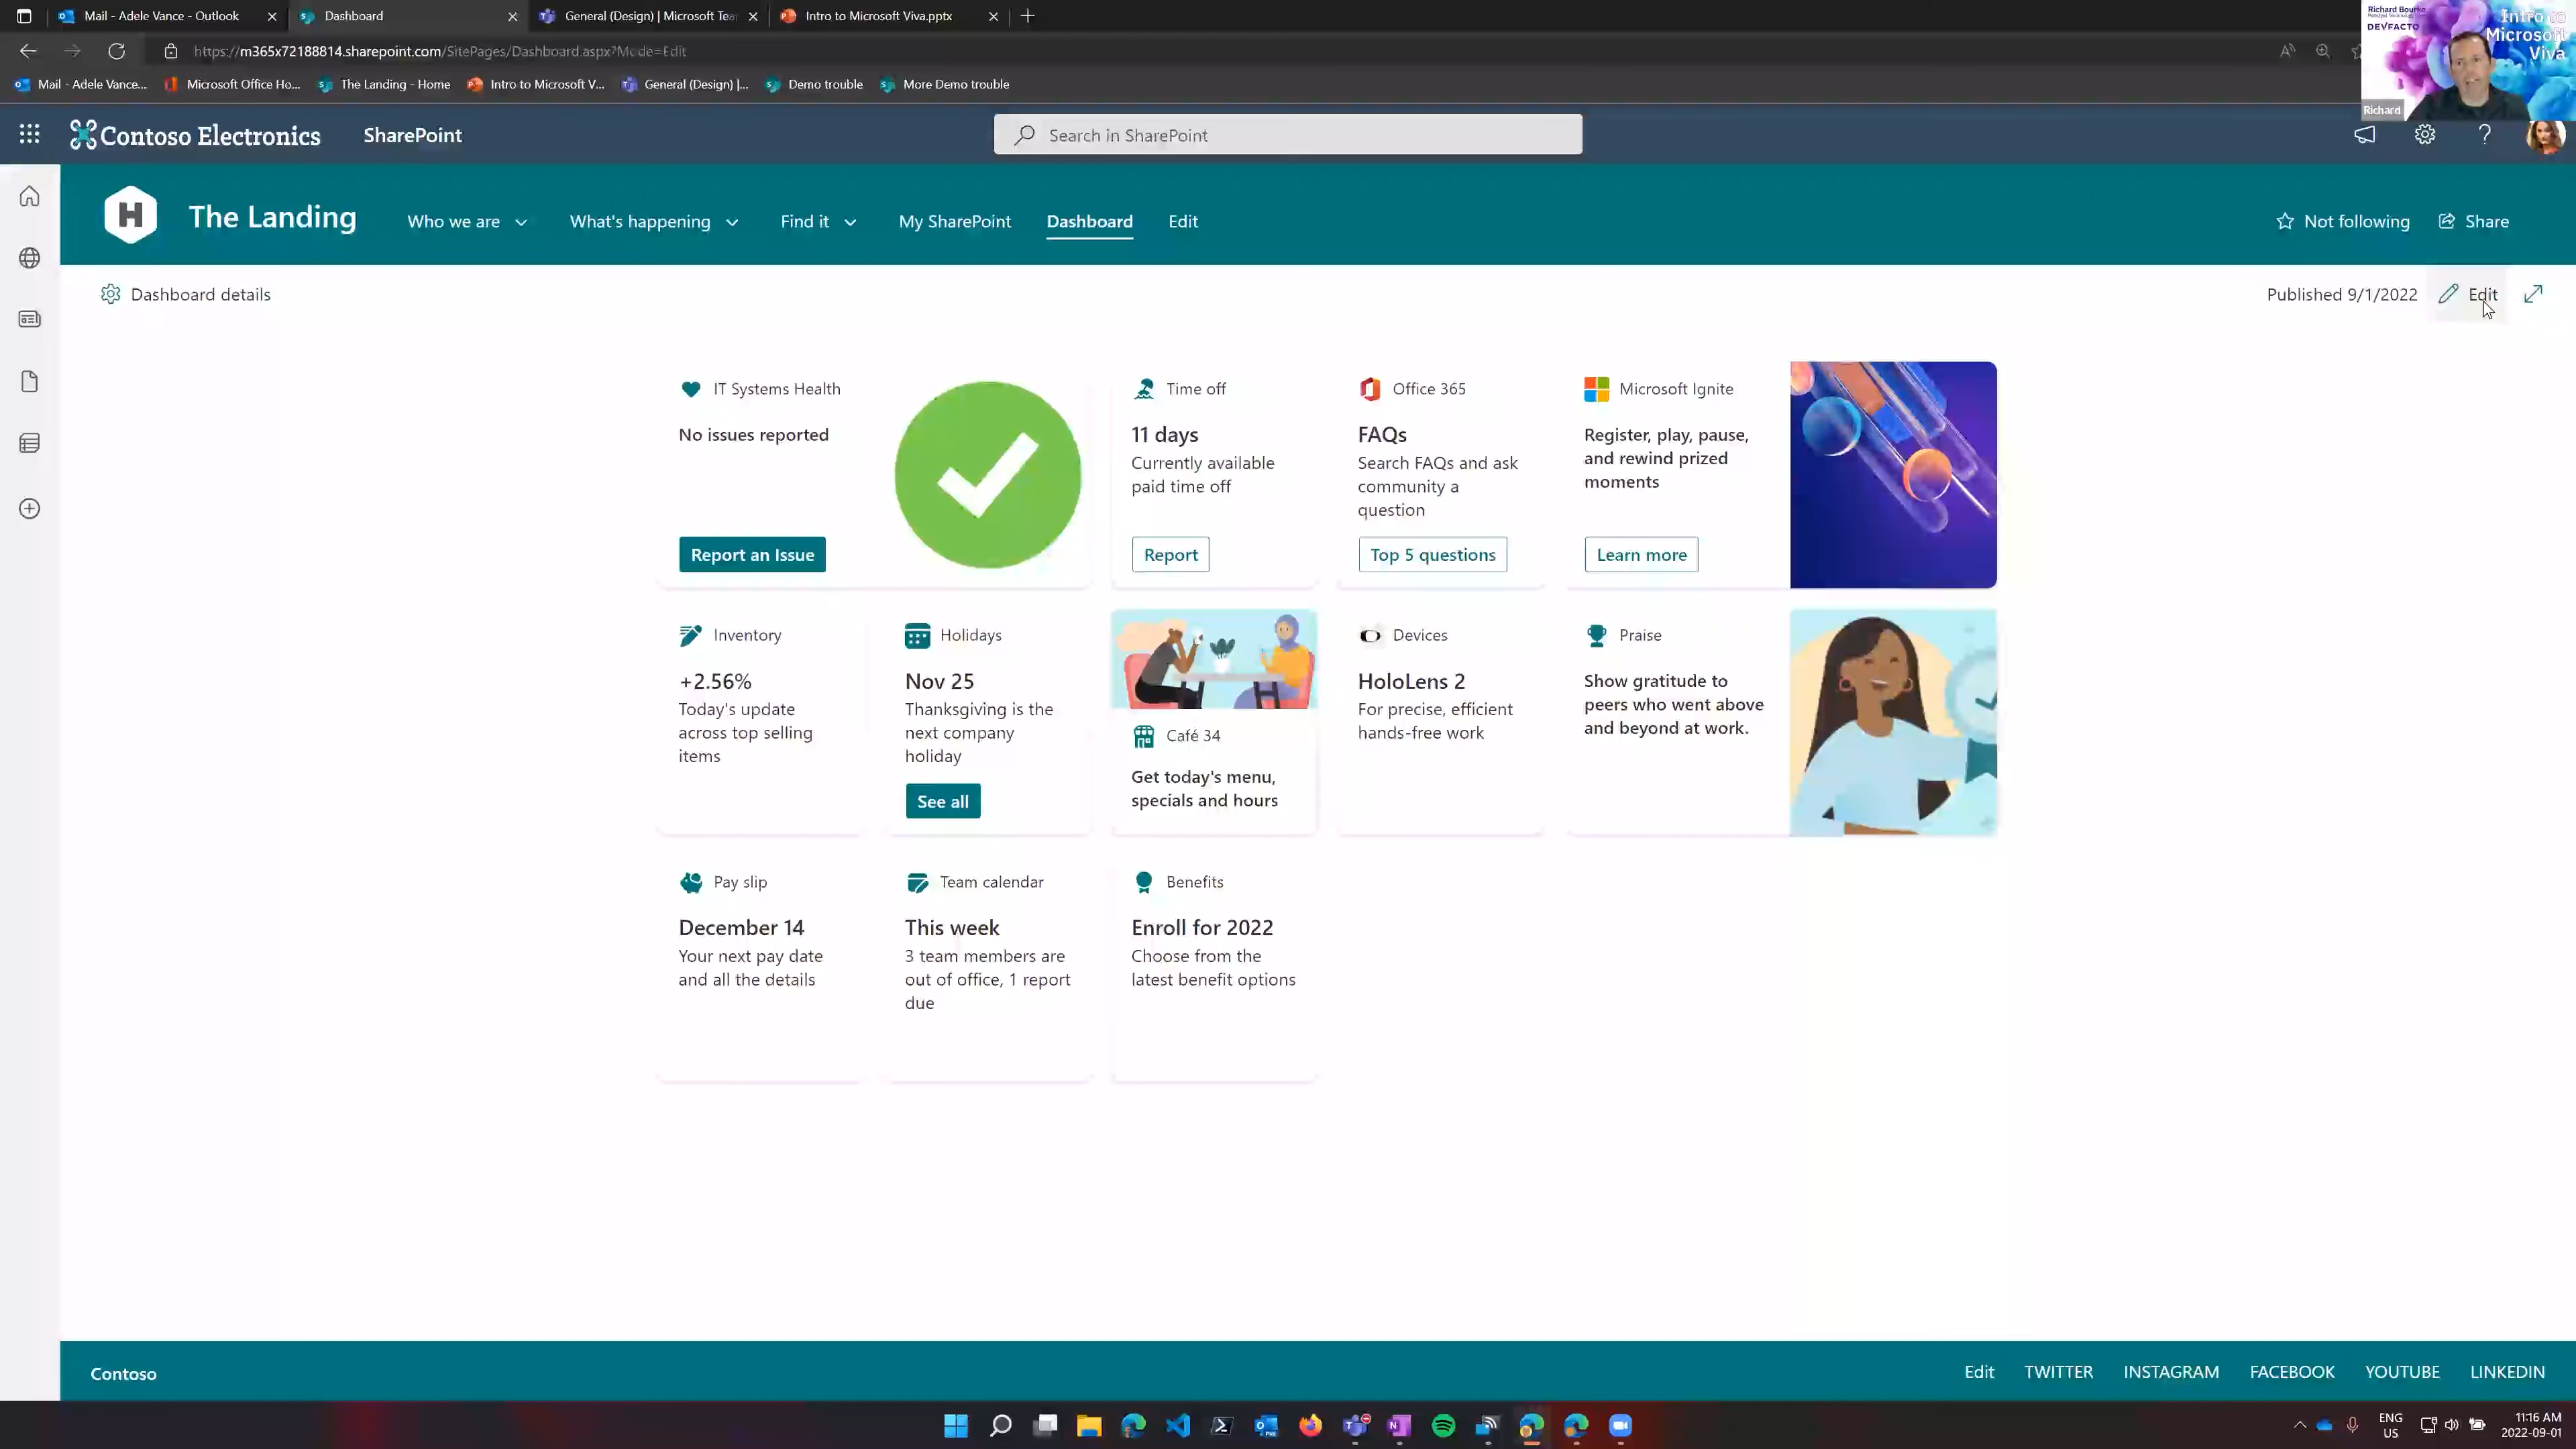 Mail - Adele Vance - Outlook
Dashboard
General (Design) | Microsoft Tea
Intro to Microsoft Viva.pptx
https://m365x72188814.sharepoint.com/SitePages/Dashboard.aspx?Mode=Edit
Mail - Adele Vance...
Microsoft Office Ho...
The Landing - Home
Intro to Microsoft V...
General (Design) |...
Demo trouble
More Demo trouble
Richard Bourke
DEVFACTO
Intro to
Microsoft
Viva
Richard
Contoso Electronics
SharePoint
Search in SharePoint
H
The Landing
Who we are
What's happening
Find it
My SharePoint
Dashboard
Edit
Not following
Share
Dashboard details
Published 9/1/2022
Edit
IT Systems Health
No issues reported
Report an Issue
Time off
11 days
Currently available
paid time off
Report
Office 365
FAQs
Search FAQs and ask
community a
question
Top 5 questions
Microsoft Ignite
Register, play, pause,
and rewind prized
moments
Learn more
Inventory
+2.56%
Today's update
across top selling
items
Holidays
Nov 25
Thanksgiving is the
next company
holiday
See all
Café 34
Get today's menu,
specials and hours
Devices
HoloLens 2
For precise, efficient
hands-free work
Praise
Show gratitude to
peers who went above
and beyond at work.
Pay slip
December 14
Your next pay date
and all the details
Team calendar
This week
3 team members are
out of office, 1 report
due
Benefits
Enroll for 2022
Choose from the
latest benefit options
Contoso
Edit
TWITTER
INSTAGRAM
FACEBOOK
YOUTUBE
LINKEDIN
ENG
US
11:16 AM
2022-09-01